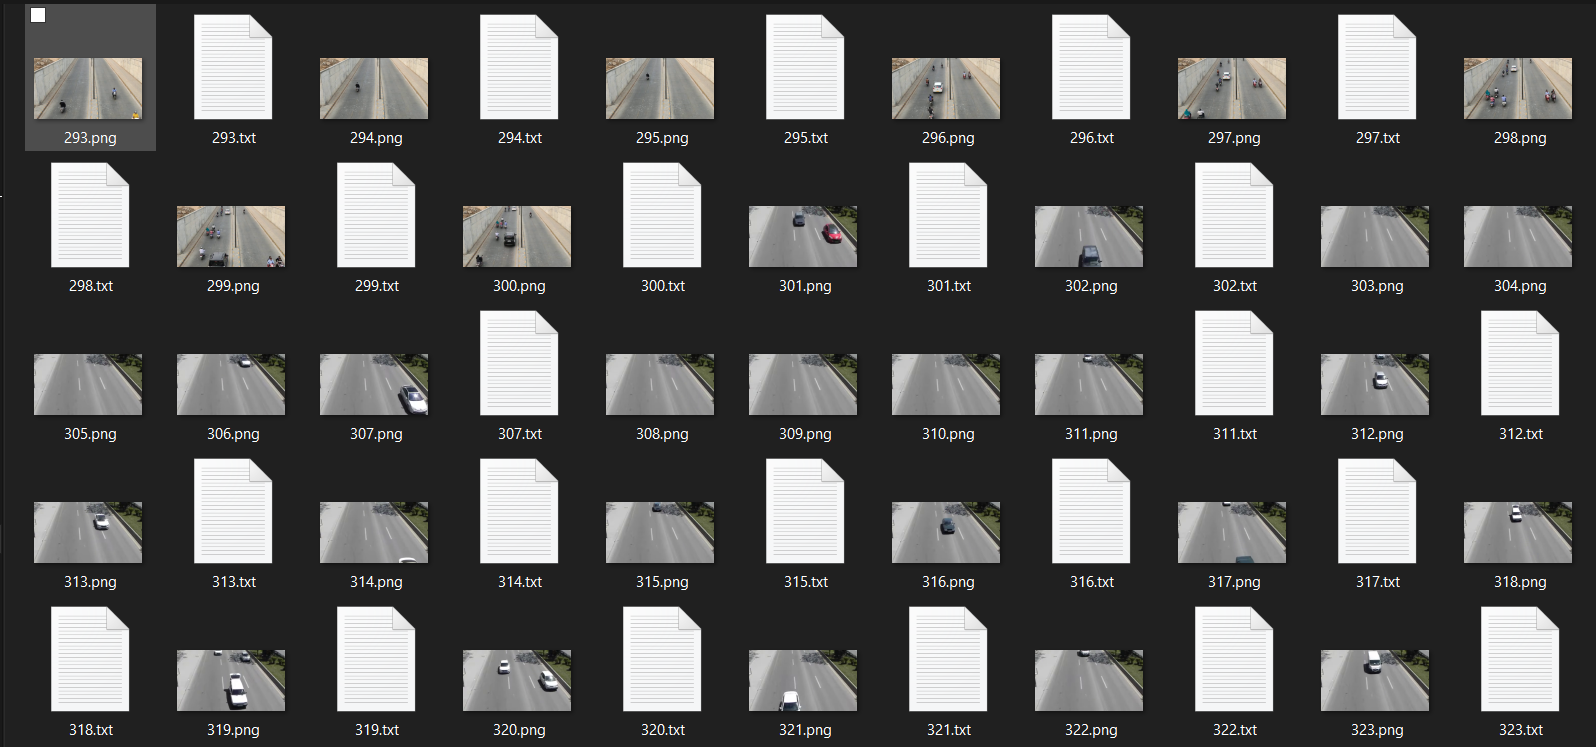 293.png 293.txt 294.png 294.txt 295.png 295.txt 296.png 296.txt 297.png 297.txt 298.png
298.txt 299.png 299.txt 300.png 300.txt 301.png 301.txt 302.png 302.txt 303.png 304.png
305.png 306.png 307.png 307.txt 308.png 309.png 310.png 311.png 311.txt 312.png 312.txt
313.png 313.txt 314.png 314.txt 315.png 315.txt 316.png 316.txt 317.png 317.txt 318.png
318.txt 319.png 319.txt 320.png 320.txt 321.png 321.txt 322.png 322.txt 323.png 323.txt